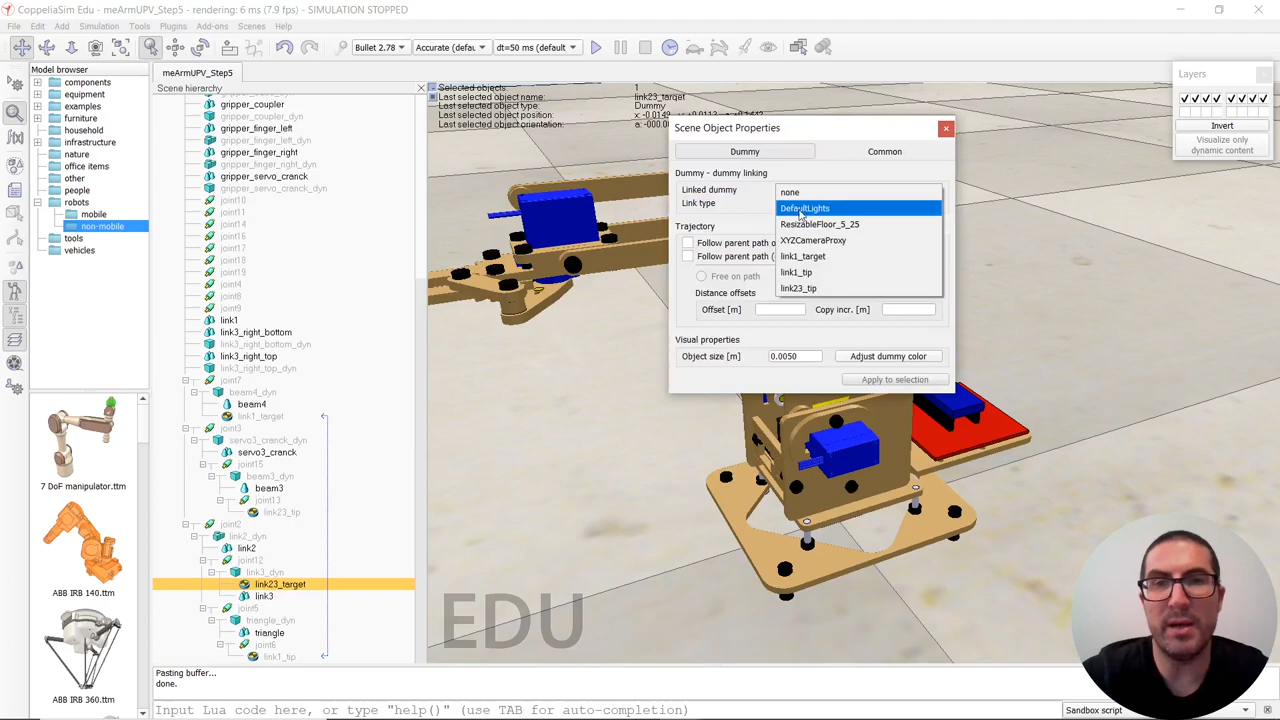 CoppeliaSim Edu - meArmUPV_Step5 - rendering: 6 ms (7.9 fps) - SIMULATION STOPPED
File Edit Add Simulation Tools Plugins Add-ons Scenes Help
Bullet 2.78 Accurate (defau dt=50 ms (default)
Model browser
components
equipment
examples
furniture
household
infrastructure
nature
office items
other
people
robots
mobile
non-mobile
tools
vehicles
7 DoF manipulator.ttm
ABB IRB 140.ttm
ABB IRB 360.ttm
meArmUPV_Step5
Scene hierarchy
gripper_coupler
gripper_coupler_dyn
gripper_finger_left
gripper_finger_left_dyn
gripper_finger_right
gripper_finger_right_dyn
gripper_servo_cranck
gripper_servo_cranck_dyn
joint10
joint11
joint14
joint16
joint17
joint18
joint19
joint4
joint8
joint9
link1
link3_right_bottom
link3_right_bottom_dyn
link3_right_top
link3_right_top_dyn
joint7
beam4_dyn
beam4
link1_target
joint3
servo3_cranck_dyn
servo3_cranck
joint15
beam3_dyn
beam3
joint13
link23_tip
joint2
link2_dyn
link2
joint12
link3_dyn
link23_target
link3
joint5
triangle_dyn
triangle
joint6
link1_tip
Selected objects: 1
Last selected object name: link23_target
Last selected object type: Dummy
Last selected object position:
Last selected object orientation:
EDU
Scene Object Properties
Dummy Common
Dummy - dummy linking
Linked dummy
Link type
none
DefaultLights
ResizableFloor_5_25
XYZCameraProxy
link1_target
link1_tip
link23_tip
Trajectory
Follow parent path o
Follow parent path (
Free on path
Distance offsets
Offset [m] Copy incr. [m]
Visual properties
Object size [m] 0.0050 Adjust dummy color
Apply to selection
Layers
Invert
Visualize only
dynamic content
Pasting buffer...
done.
Input Lua code here, or type "help()" (use TAB for auto-completion)
Sandbox script